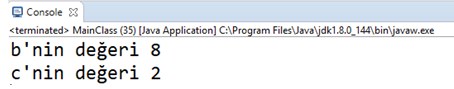 Console
<terminated> MainClass (35) [Java Application] C:\Program Files\Java\jdk1.8.0_144\bin\javaw.exe
b'nin değeri 8
c'nin değeri 2